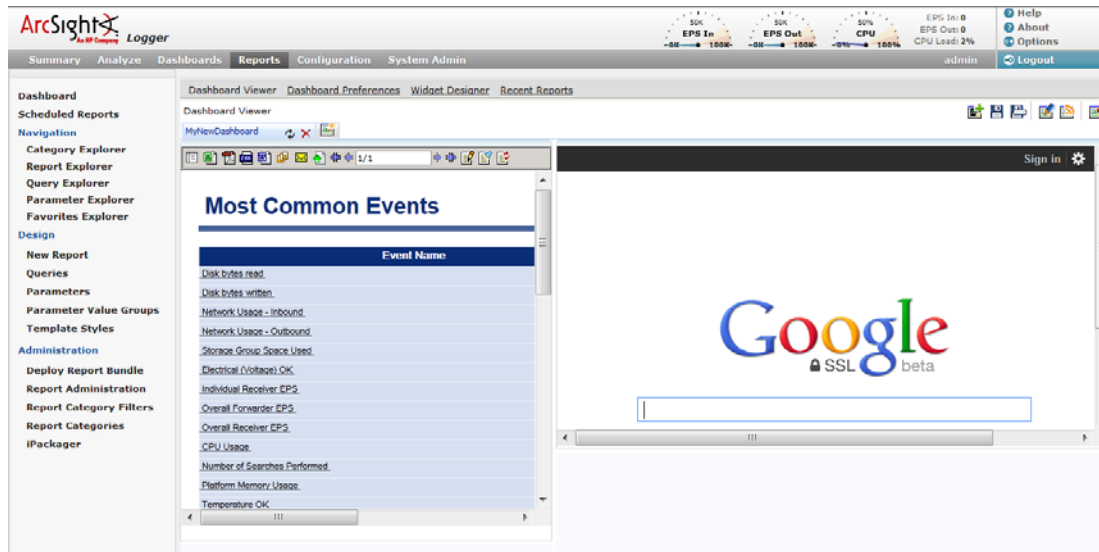 ArcSight
An HP Company Logger
50K
EPS In
0K 100K
50K
EPS Out
0K 100K
50%
CPU
0% 100%
EPS In: 0
EPS Out: 0
CPU Load: 2%
Help
About
Options
Summary Analyze Dashboards Reports Configuration System Admin admin Logout
Dashboard
Scheduled Reports
Navigation
Category Explorer
Report Explorer
Query Explorer
Parameter Explorer
Favorites Explorer
Design
New Report
Queries
Parameters
Parameter Value Groups
Template Styles
Administration
Deploy Report Bundle
Report Administration
Report Category Filters
Report Categories
iPackager
Dashboard Viewer Dashboard Preferences Widget Designer Recent Reports
Dashboard Viewer
MyNewDashboard
1/1
Most Common Events
Event Name
Disk bytes read
Disk bytes written
Network Usage - Inbound
Network Usage - Outbound
Storage Group Space Used
Electrical (Voltage) OK
Individual Receiver EPS
Overall Forwarder EPS
Overall Receiver EPS
CPU Usage
Number of Searches Performed
Platform Memory Usage
Temperature OK
Sign in
Google
SSL beta